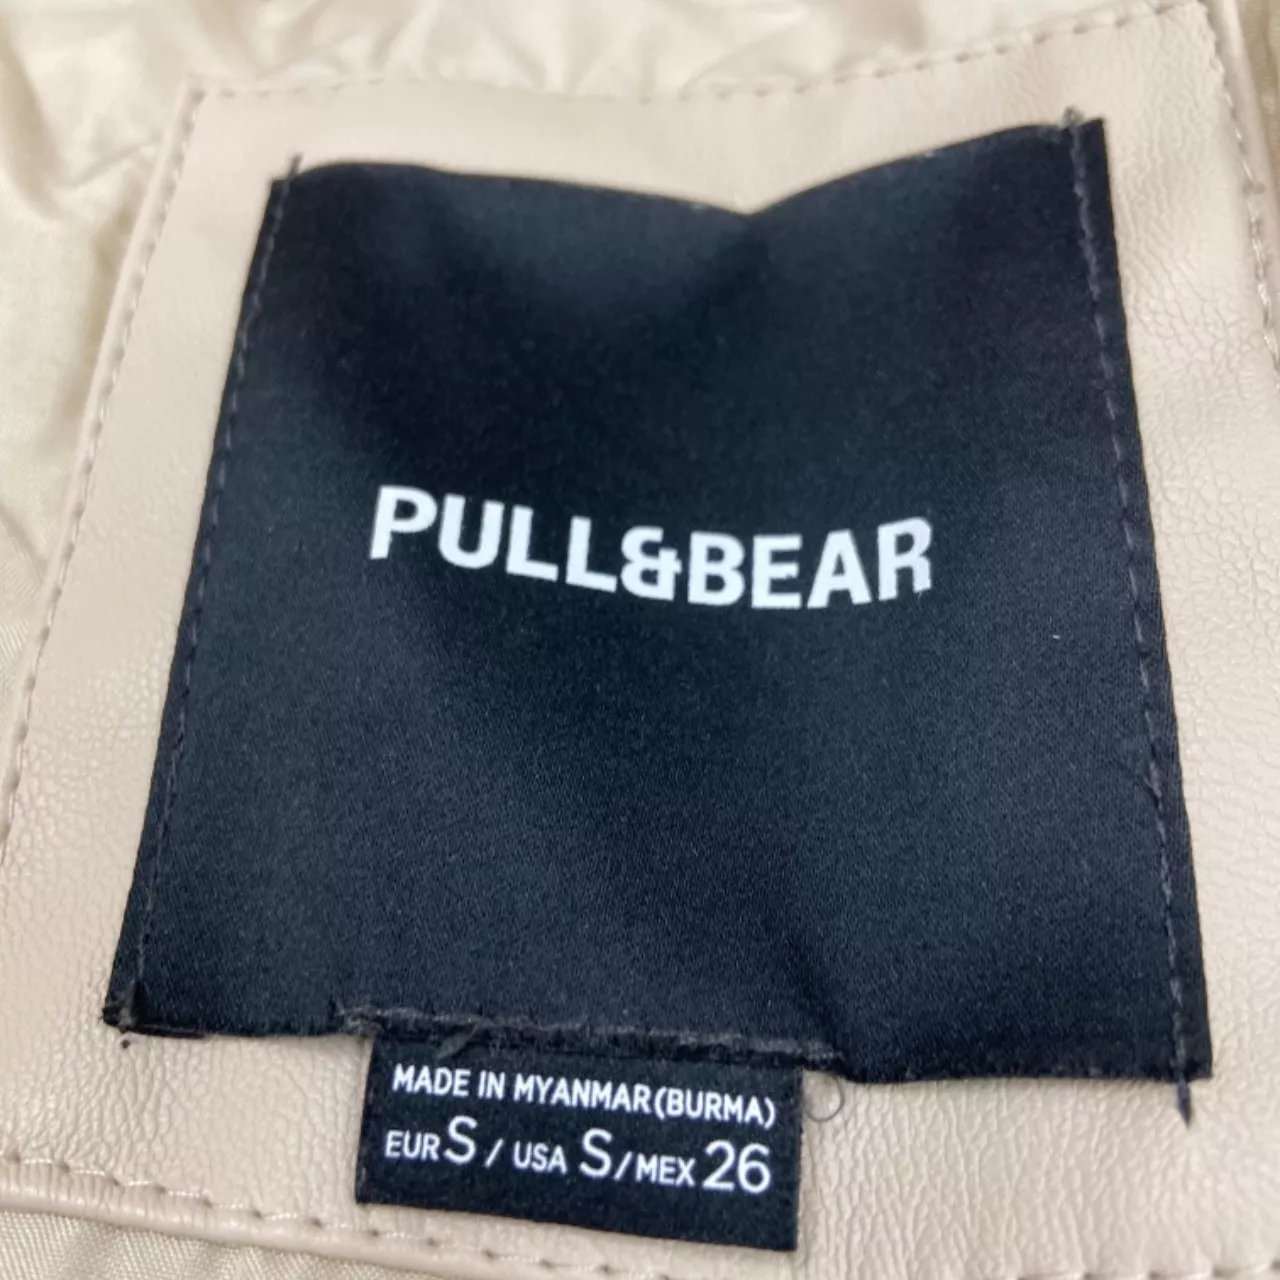 PULL&BEAR
MADE IN MYANMAR(BURMA)
EUR S / USA S/MEX 26